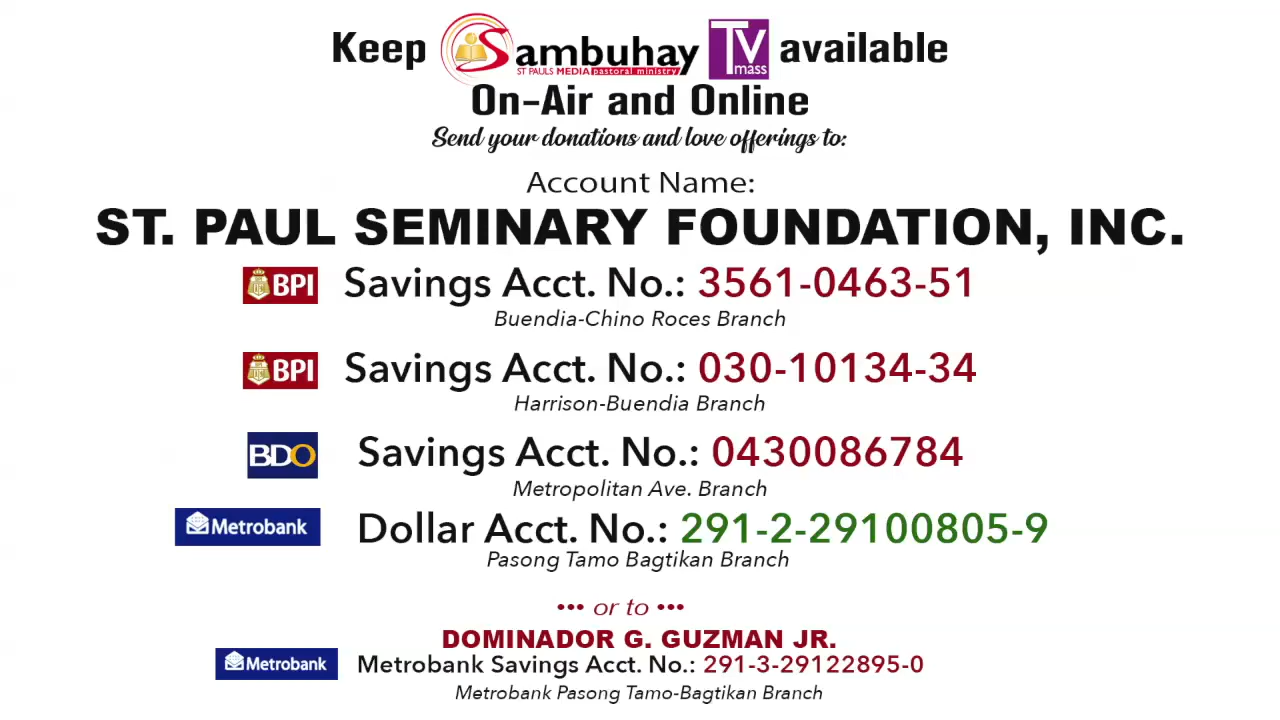 Keep Sambuhay TV mass available
ST PAULS MEDIA pastoral ministry
On-Air and Online
Send your donations and love offerings to:
Account Name:
ST. PAUL SEMINARY FOUNDATION, INC.
BPI Savings Acct. No.: 3561-0463-51
Buendia-Chino Roces Branch
BPI Savings Acct. No.: 030-10134-34
Harrison-Buendia Branch
BDO Savings Acct. No.: 0430086784
Metropolitan Ave. Branch
Metrobank Dollar Acct. No.: 291-2-29100805-9
Pasong Tamo Bagtikan Branch
••• or to •••
DOMINADOR G. GUZMAN JR.
Metrobank Metrobank Savings Acct. No.: 291-3-29122895-0
Metrobank Pasong Tamo-Bagtikan Branch